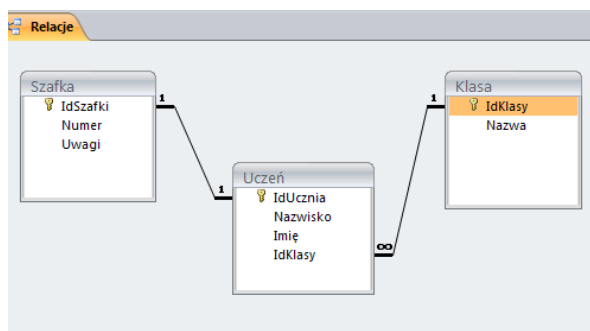 Relacje
Szafka
IdSzafki
Numer
Uwagi
1
1
Uczeń
IdUcznia
Nazwisko
Imię
IdKlasy
∞
1
Klasa
IdKlasy
Nazwa